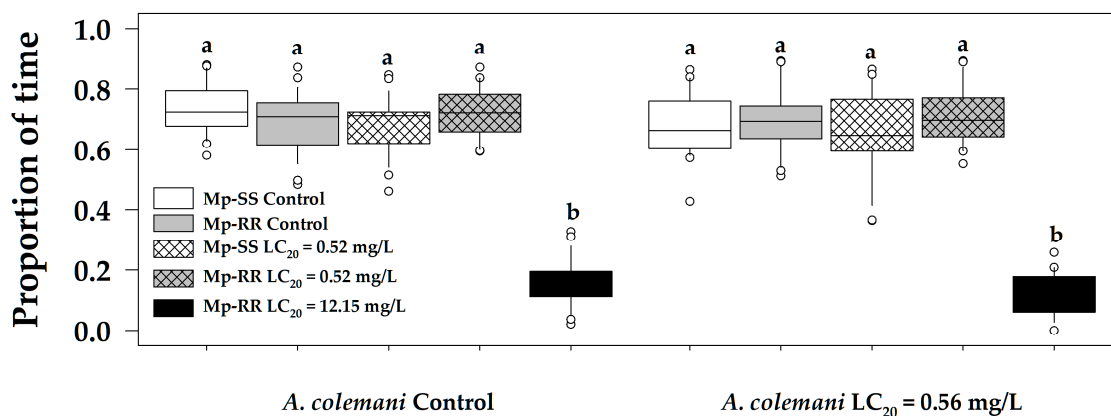 Proportion of time
1.0
0.8
0.6
0.4
0.2
0.0
a a a a b
a a a a b
Mp-SS Control
Mp-RR Control
Mp-SS LC20 = 0.52 mg/L
Mp-RR LC20 = 0.52 mg/L
Mp-RR LC20 = 12.15 mg/L
A. colemani Control
A. colemani LC20 = 0.56 mg/L